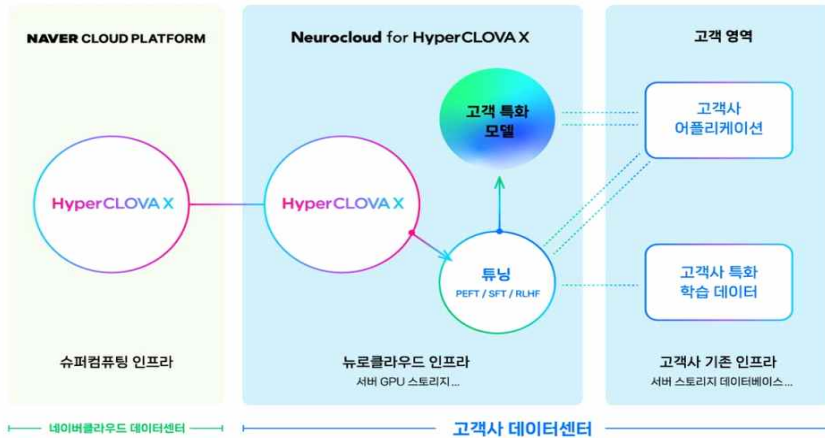 NAVER CLOUD PLATFORM
Neurocloud for HyperCLOVA X
고객 영역
고객 특화
모델
고객사
어플리케이션
HyperCLOVA X
HyperCLOVA X
튜닝
PEFT / SFT / RLHF
고객사 특화
학습 데이터
슈퍼컴퓨팅 인프라
뉴로클라우드 인프라
서버 GPU 스토리지...
고객사 기존 인프라
서버 스토리지 데이터베이스...
네이버클라우드 데이터센터
고객사 데이터센터